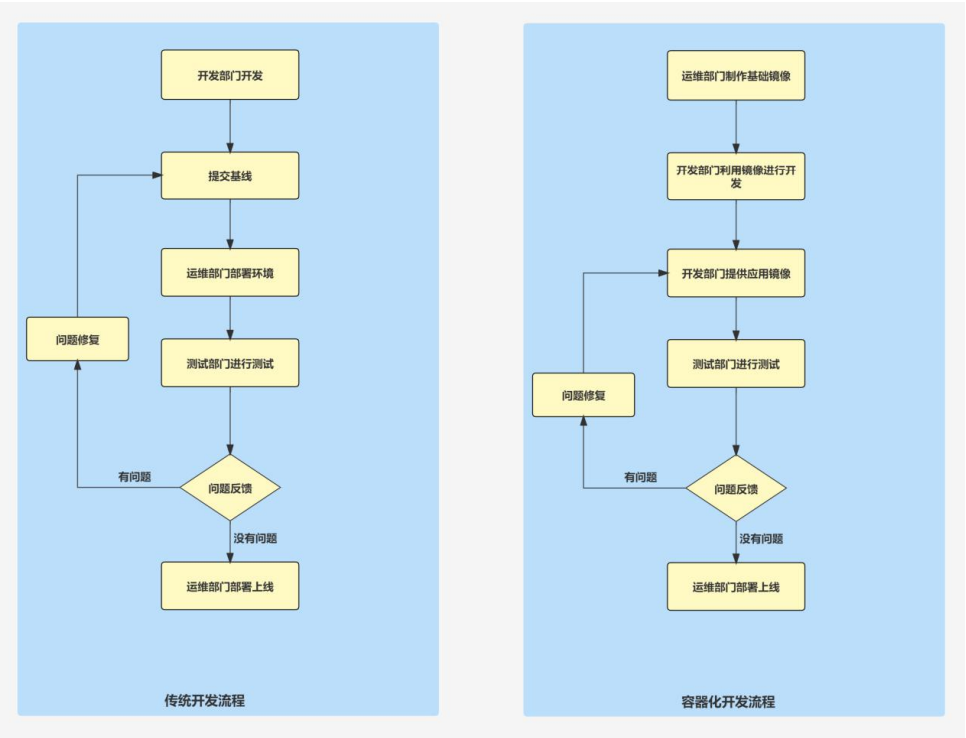 开发部门开发
提交基线
运维部门部署环境
问题修复
测试部门进行测试
有问题
问题反馈
没有问题
运维部门部署上线
传统开发流程
运维部门制作基础镜像
开发部门利用镜像进行开
发
开发部门提供应用镜像
测试部门进行测试
问题修复
有问题
问题反馈
没有问题
运维部门部署上线
容器化开发流程